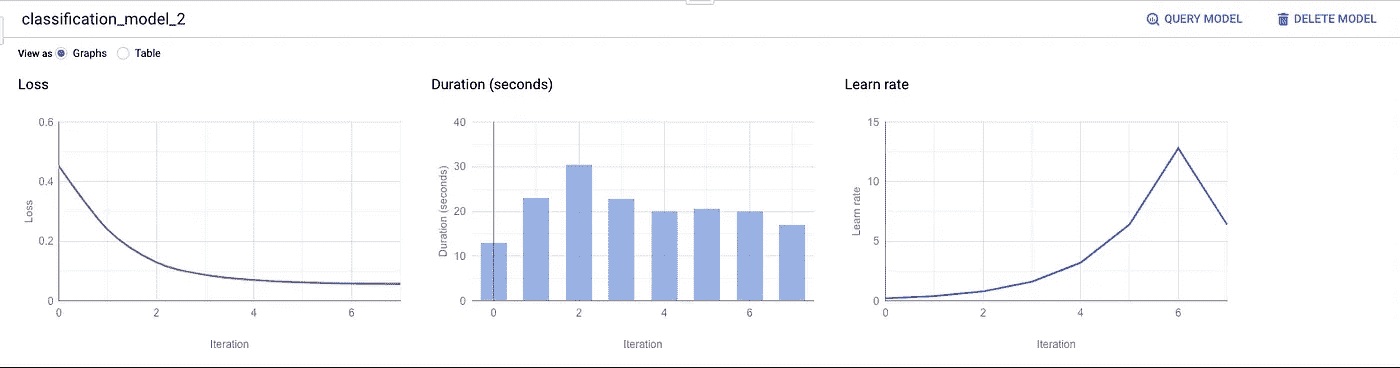 classification_model_2
QUERY MODEL
DELETE MODEL
View as Graphs Table
Loss
0.6
0.4
0.2
0
Loss
0 2 4 6
Iteration
Duration (seconds)
40
30
20
10
0
Duration (seconds)
0 2 4 6
Iteration
Learn rate
15
10
5
0
Learn rate
0 2 4 6
Iteration